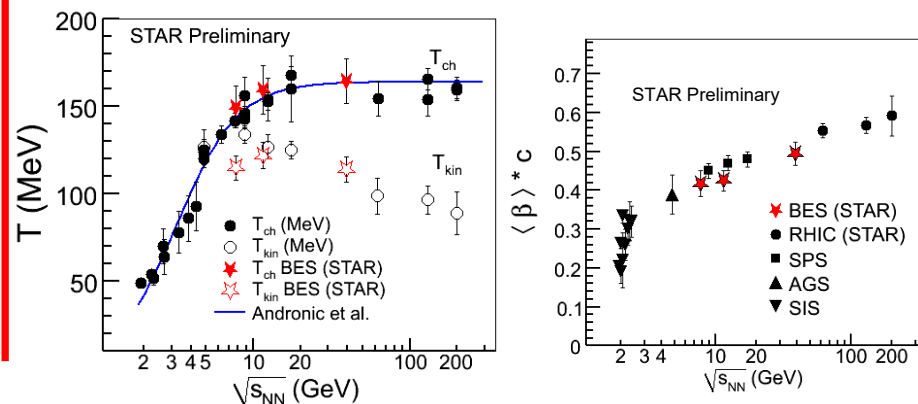 200
150
100
50
T (MeV)
STAR Preliminary
T_ch
T_kin
T_ch (MeV)
T_kin (MeV)
T_ch BES (STAR)
T_kin BES (STAR)
Andronic et al.
2 3 4 5 10 20 100 200
√s_NN (GeV)
0.7
0.6
0.5
0.4
0.3
0.2
0.1
0
⟨ β ⟩ * c
STAR Preliminary
BES (STAR)
RHIC (STAR)
SPS
AGS
SIS
2 3 4 10 20 100 200
√s_NN (GeV)